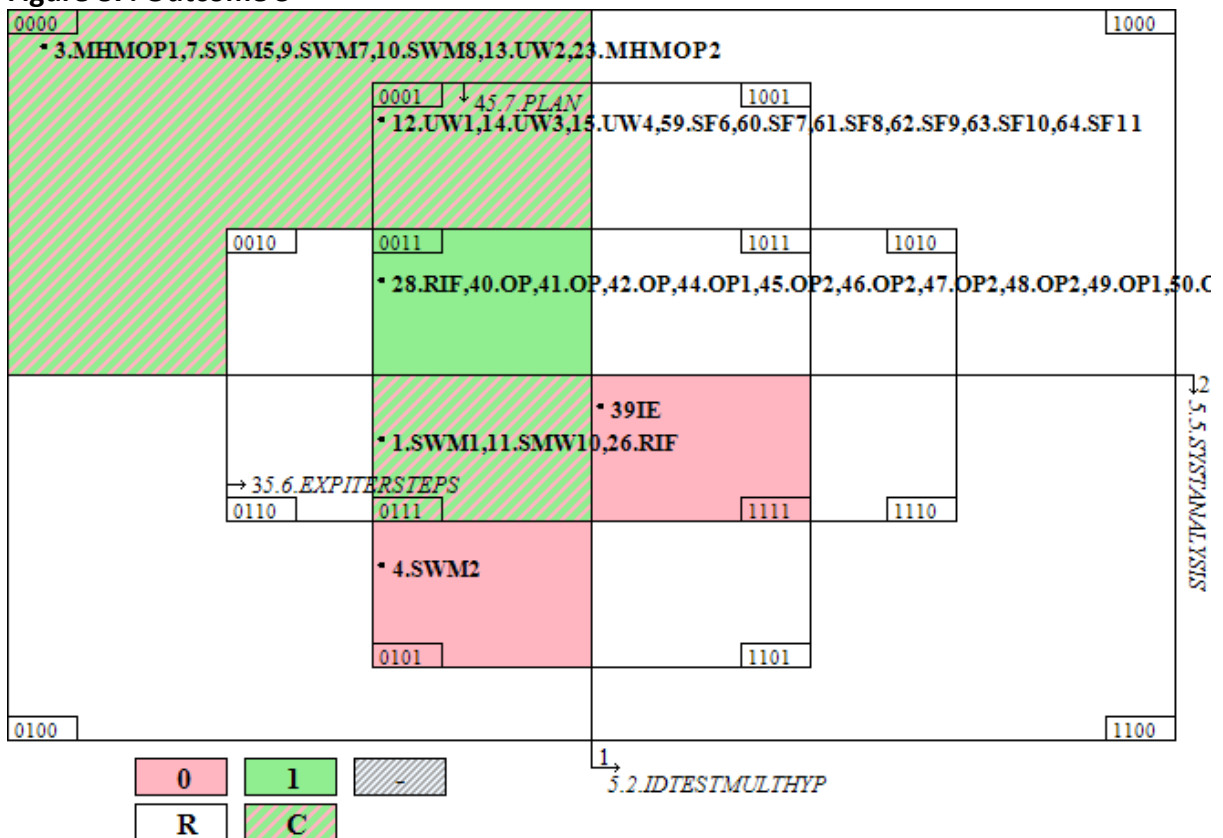 0000 1000
3.MHMOP1,7.SWM5,9.SWM7,10.SWM8,13.UW2,23.MHMOP2
0001 45.7.PLAN 1001
12.UW1,14.UW3,15.UW4,59.SF6,60.SF7,61.SF8,62.SF9,63.SF10,64.SF11
0010 0011 1011 1010
28.RIF,40.OP,41.OP,42.OP,44.OP1,45.OP2,46.OP2,47.OP2,48.OP2,49.OP1,50.
2
5.5.SYSTANALYSIS
39IE
1.SWM1,11.SMW10,26.RIF
35.6.EXPITERSTEPS
0110 0111 1111 1110
4.SWM2
0101 1101
0100 1100
1
5.2.IDTESTMULTHYP
0 1 -
R C